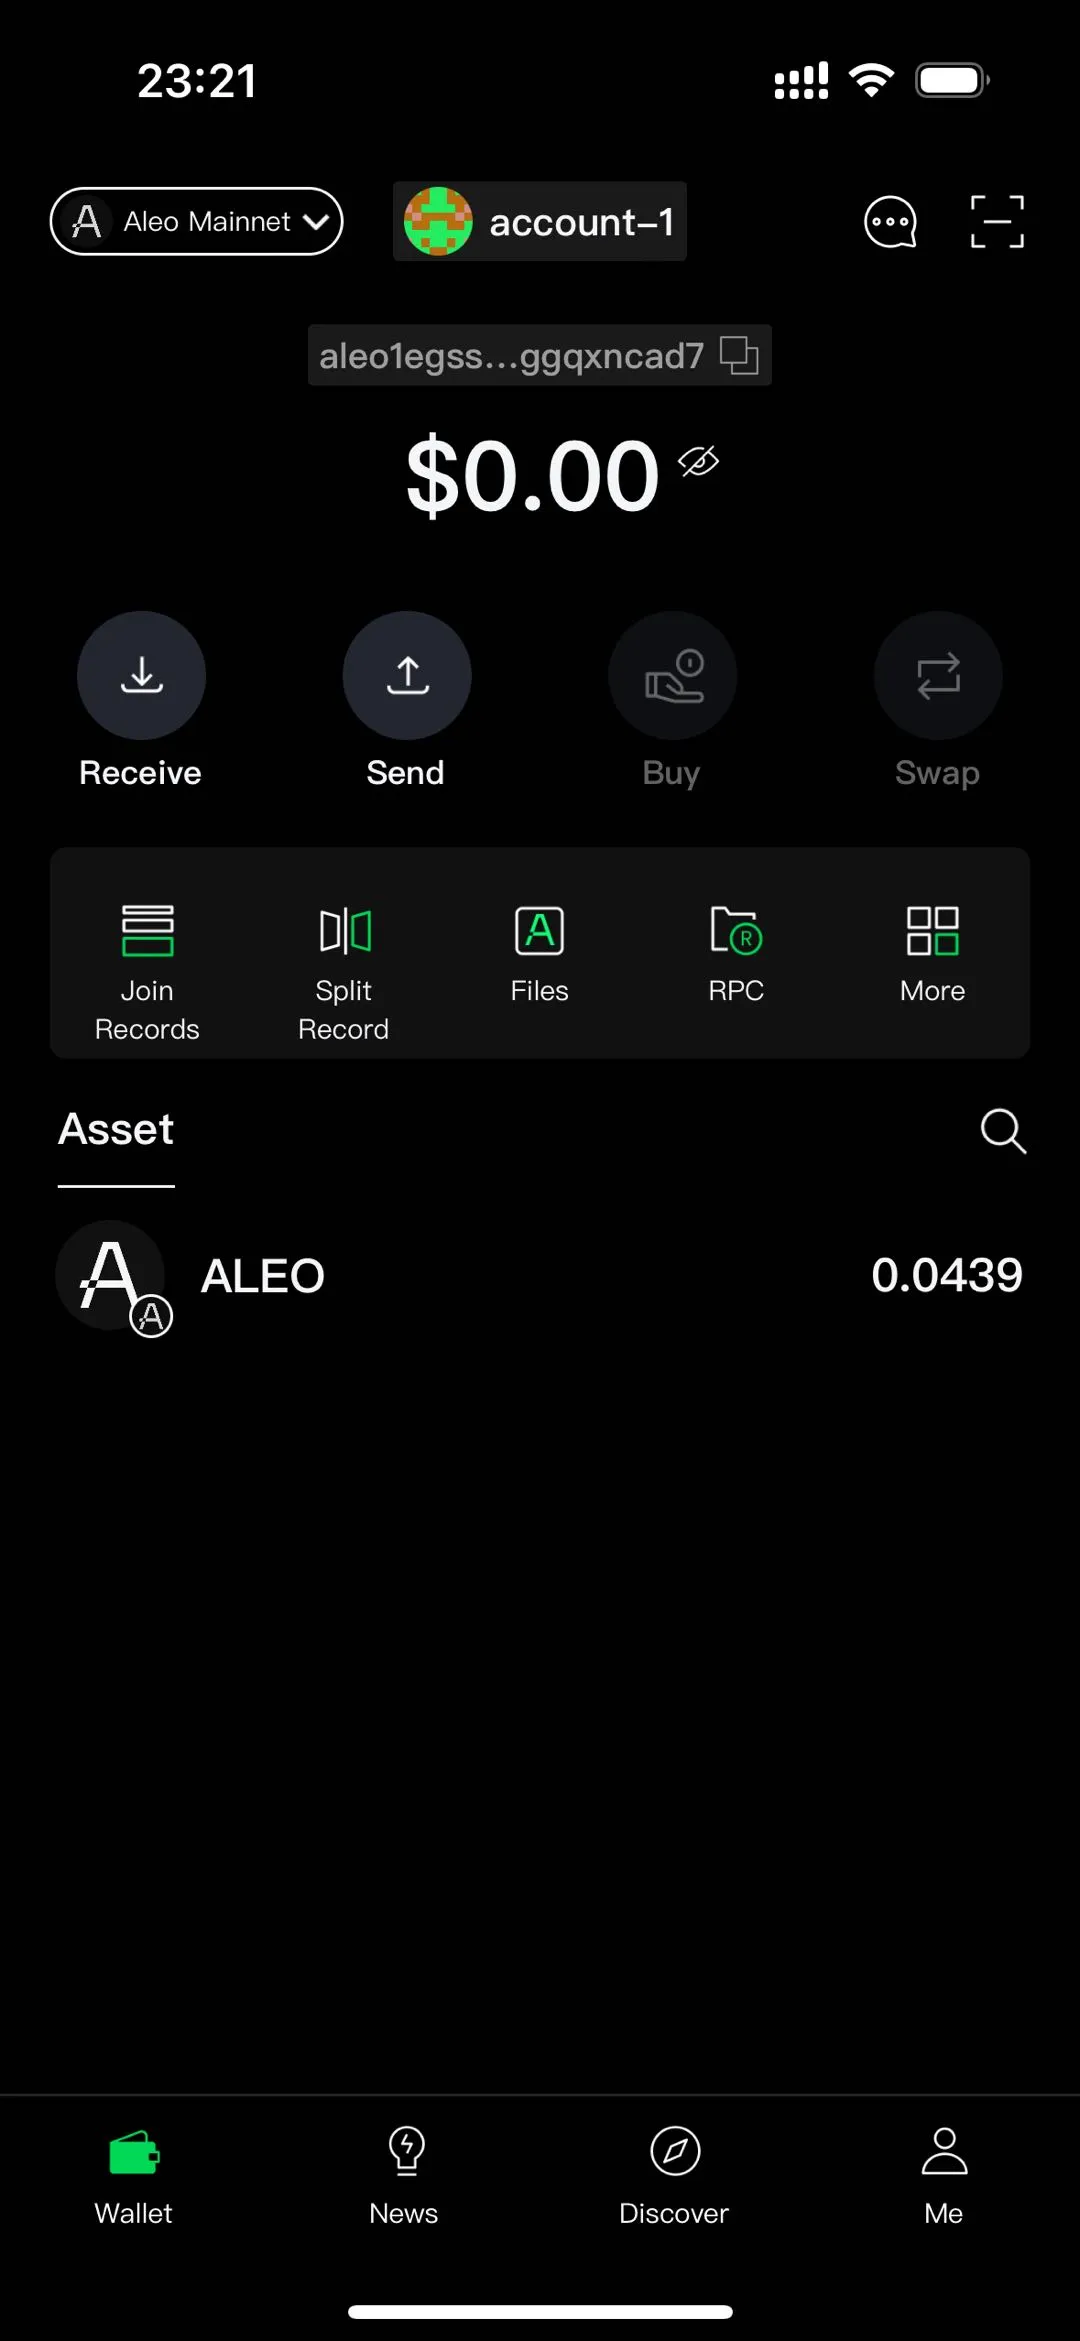 23:21
Aleo Mainnet
account-1
aleo1egss...ggqxncad7
$0.00
Receive
Send
Buy
Swap
Join
Records
Split
Record
Files
RPC
More
Asset
ALEO
0.0439
Wallet
News
Discover
Me